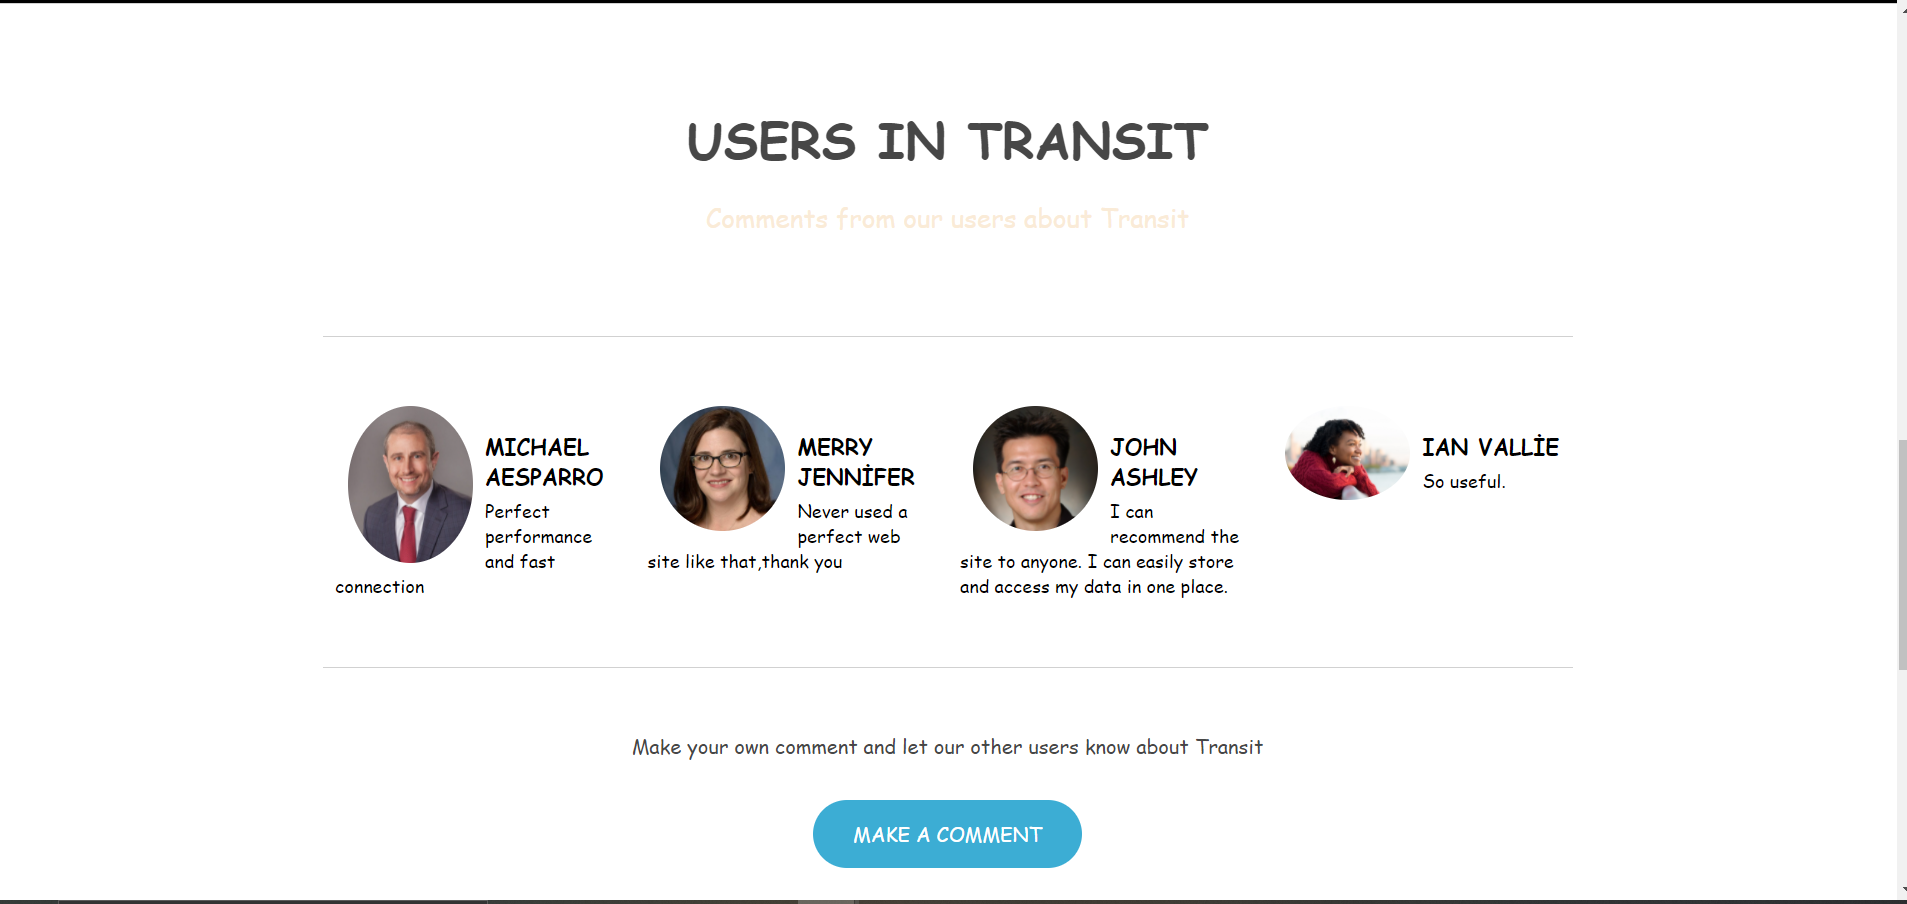 USERS IN TRANSIT
Comments from our users about Transit
MICHAEL
AESPARRO
Perfect
performance
and fast
connection
MERRY
JENNİFER
Never used a
perfect web
site like that,thank you
JOHN
ASHLEY
I can
recommend the
site to anyone. I can easily store
and access my data in one place.
IAN VALLİE
So useful.
Make your own comment and let our other users know about Transit
MAKE A COMMENT